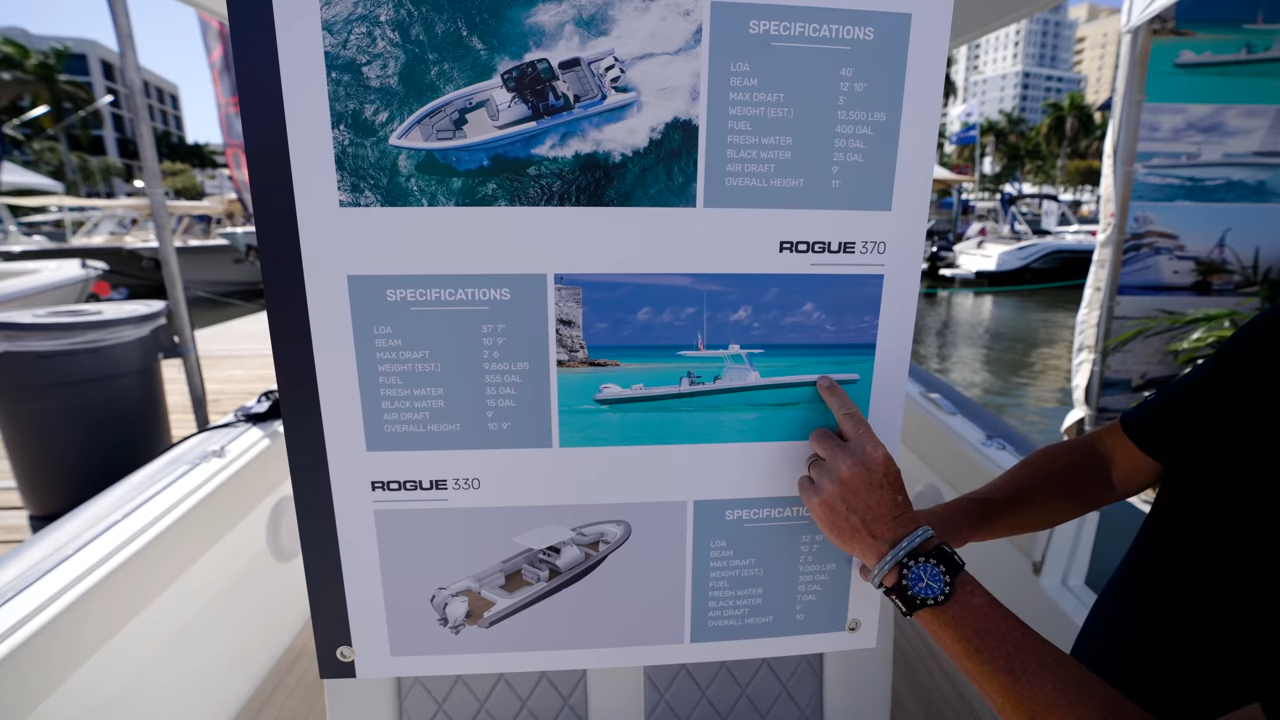 SPECIFICATIONS
LOA 40'
BEAM 12' 10"
MAX DRAFT 3'
WEIGHT (EST.) 12,500 LBS
FUEL 400 GAL
FRESH WATER 50 GAL
BLACK WATER 25 GAL
AIR DRAFT 9'
OVERALL HEIGHT 11'
ROGUE 370
SPECIFICATIONS
LOA 37' 7"
BEAM 10' 9"
MAX DRAFT 2' 6
WEIGHT (EST.) 9,860 LBS
FUEL 355 GAL
FRESH WATER 35 GAL
BLACK WATER 15 GAL
AIR DRAFT 9'
OVERALL HEIGHT 10' 9"
ROGUE 330
SPECIFICATIO
LOA 32' 10"
BEAM 10' 2"
MAX DRAFT 2' 6
WEIGHT (EST.) 9,000 LBS
FUEL 300 GAL
FRESH WATER 15 GAL
BLACK WATER 7 GAL
AIR DRAFT 9'
OVERALL HEIGHT 10'